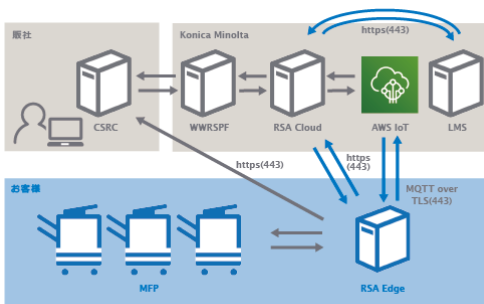 販社
Konica Minolta
https(443)
CSRC
WWRSPF
RSA Cloud
AWS IoT
LMS
https(443)
https
(443)
MQTT over
TLS(443)
お客様
MFP
RSA Edge